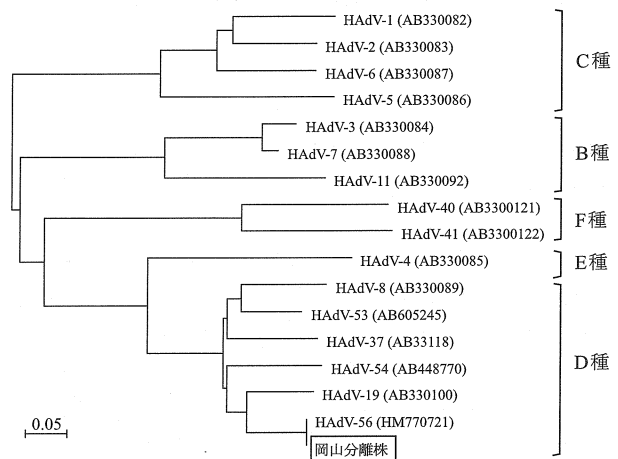 HAdV-1 (AB330082)
HAdV-2 (AB330083)
HAdV-6 (AB330087)
HAdV-5 (AB330086)
C種
HAdV-3 (AB330084)
HAdV-7 (AB330088)
HAdV-11 (AB330092)
B種
HAdV-40 (AB3300121)
HAdV-41 (AB3300122)
F種
HAdV-4 (AB330085)
E種
HAdV-8 (AB330089)
HAdV-53 (AB605245)
HAdV-37 (AB33118)
HAdV-54 (AB448770)
HAdV-19 (AB330100)
HAdV-56 (HM770721)
岡山分離株
D種
0.05